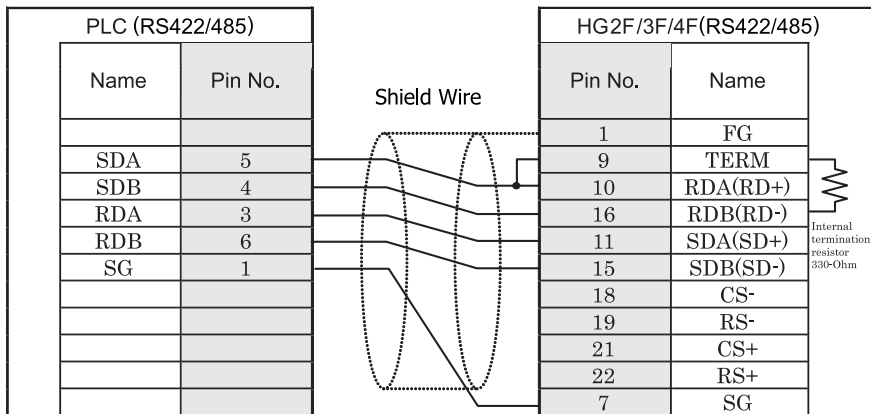 PLC (RS422/485)
Name Pin No.
SDA 5
SDB 4
RDA 3
RDB 6
SG 1
Shield Wire
HG2F/3F/4F(RS422/485)
Pin No. Name
1 FG
9 TERM
10 RDA(RD+)
16 RDB(RD-)
11 SDA(SD+)
15 SDB(SD-)
18 CS-
19 RS-
21 CS+
22 RS+
7 SG
Internal
termination
resistor
330-Ohm